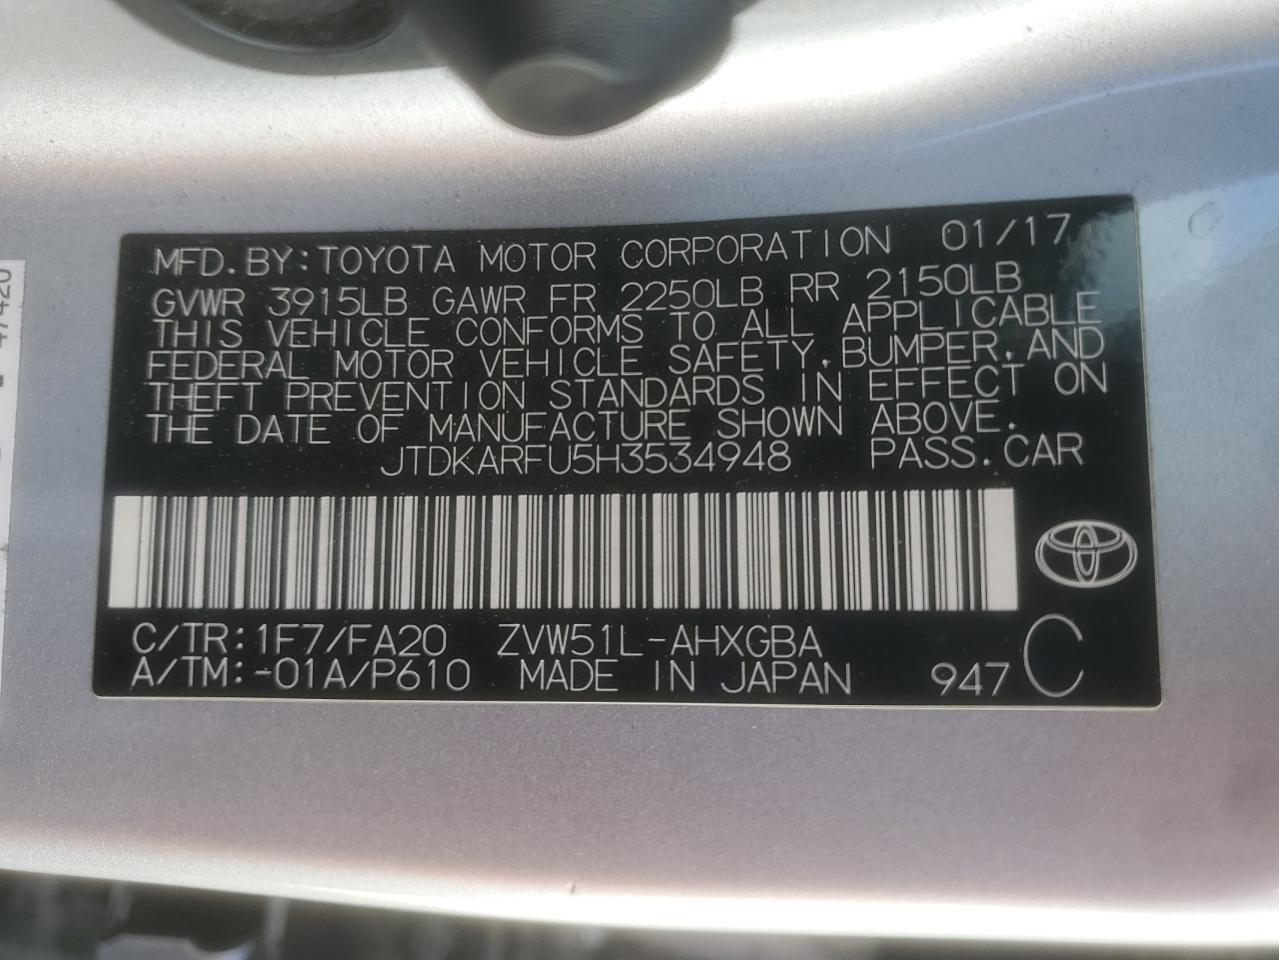 MFD.BY:TOYOTA MOTOR CORPORATION 01/17
GVWR 3915LB GAWR FR 2250LB RR 2150LB
THIS VEHICLE CONFORMS TO ALL APPLICABLE
FEDERAL MOTOR VEHICLE SAFETY,BUMPER,AND
THEFT PREVENTION STANDARDS IN EFFECT ON
THE DATE OF MANUFACTURE SHOWN ABOVE.
JTDKARFU5H3534948 PASS.CAR
C/TR:1F7/FA20 ZVW51L-AHXGBA
A/TM:-01A/P610 MADE IN JAPAN 947 C
47420